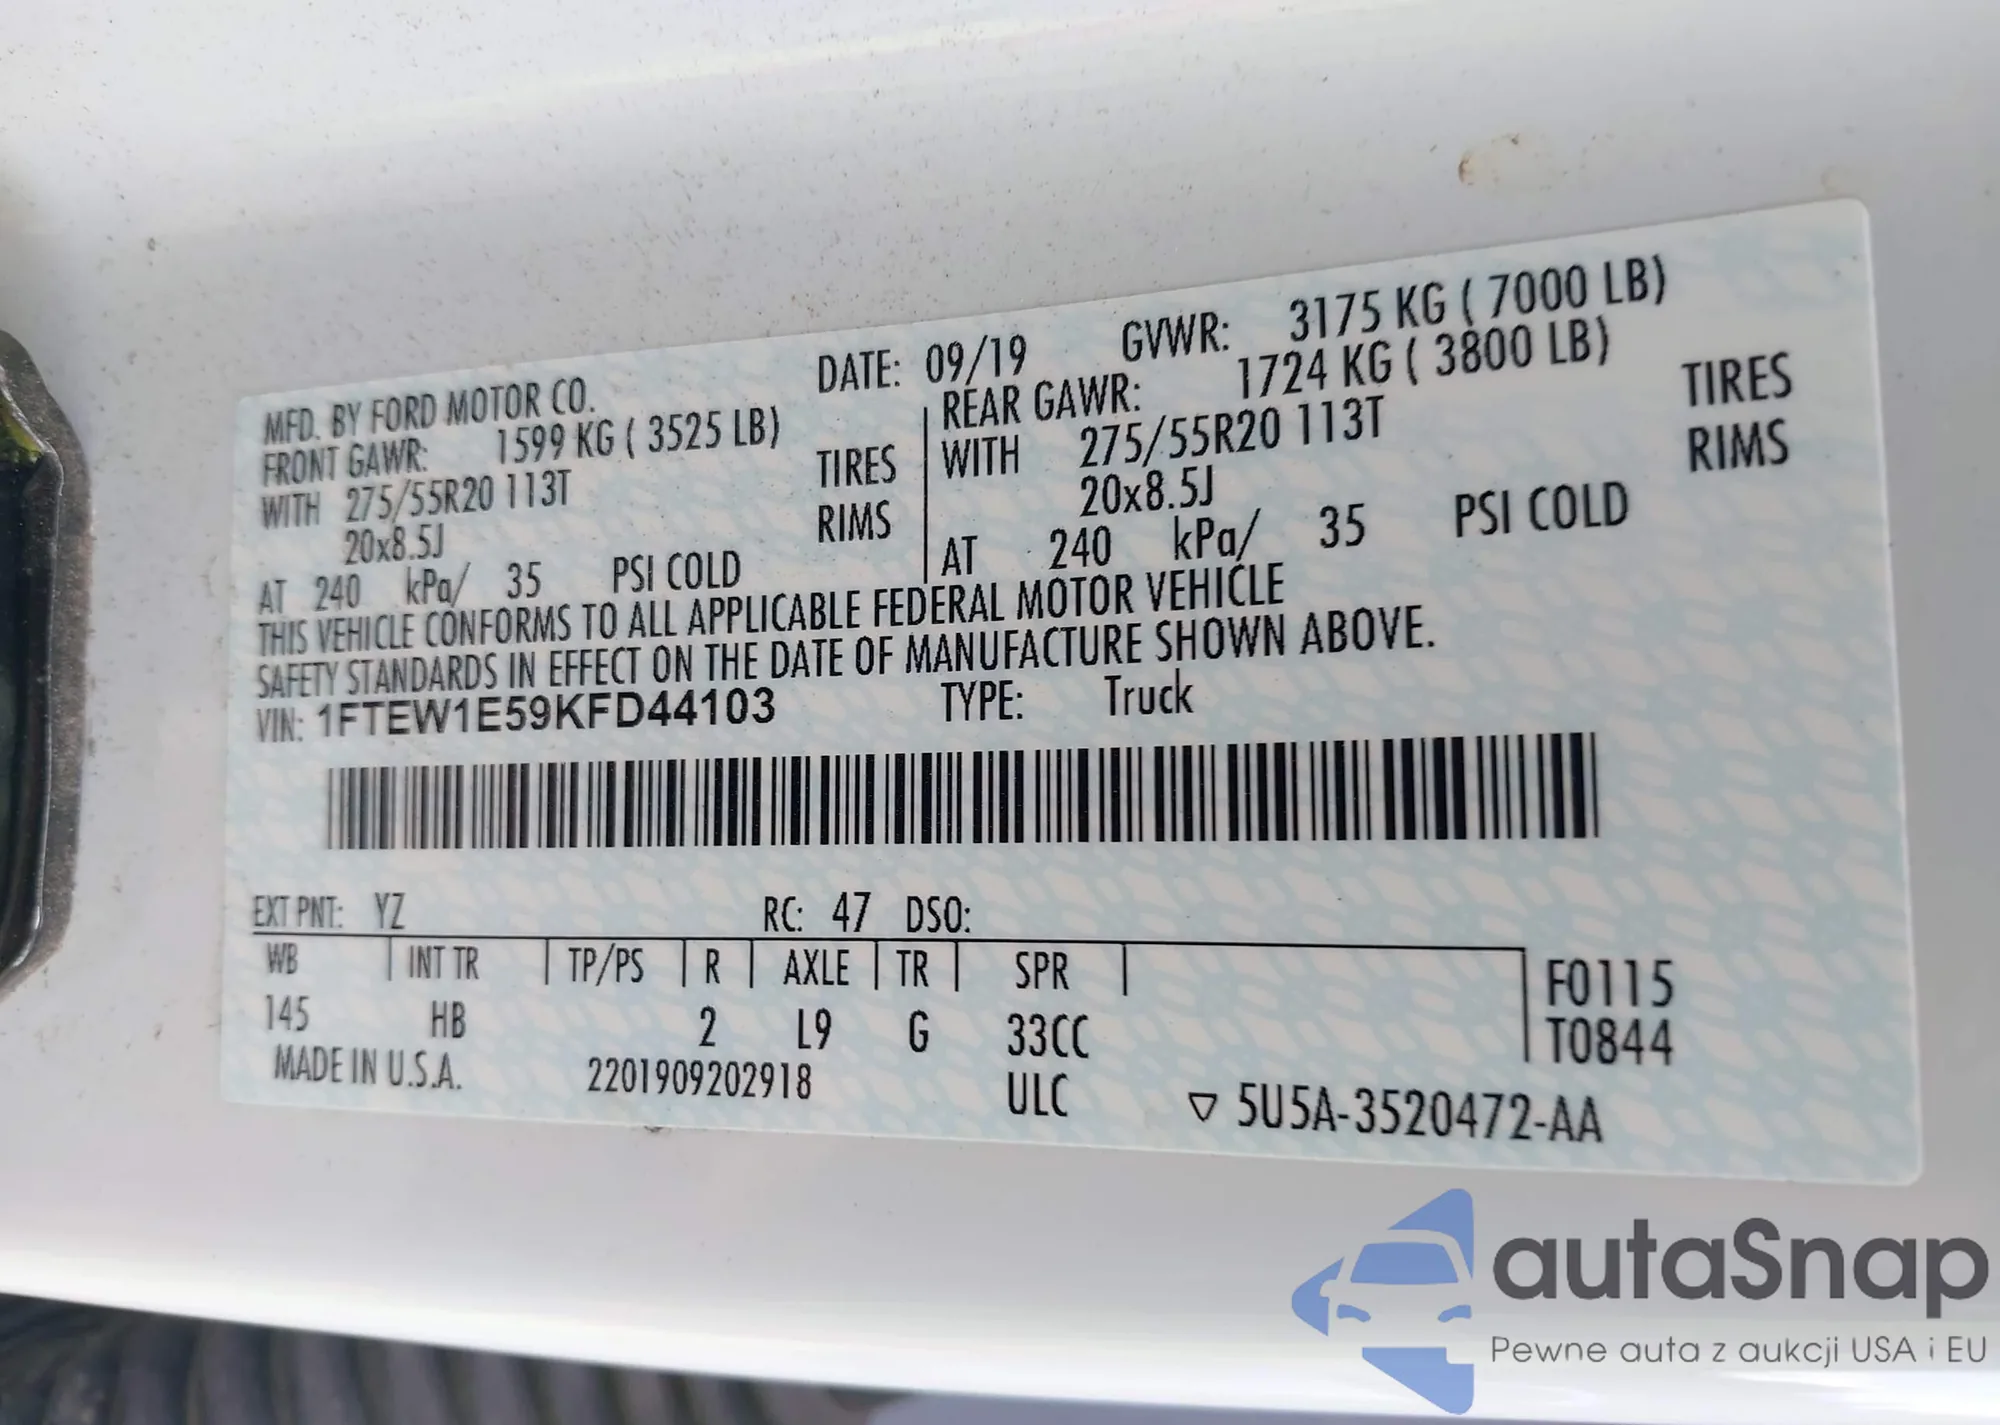 MFD. BY FORD MOTOR CO. DATE: 09/19 GVWR: 3175 KG ( 7000 LB)
FRONT GAWR: 1599 KG ( 3525 LB) REAR GAWR: 1724 KG ( 3800 LB)
WITH 275/55R20 113T TIRES WITH 275/55R20 113T TIRES
20x8.5J RIMS 20x8.5J RIMS
AT 240 kPa/ 35 PSI COLD AT 240 kPa/ 35 PSI COLD
THIS VEHICLE CONFORMS TO ALL APPLICABLE FEDERAL MOTOR VEHICLE
SAFETY STANDARDS IN EFFECT ON THE DATE OF MANUFACTURE SHOWN ABOVE.
VIN: 1FTEW1E59KFD44103 TYPE: Truck
EXT PNT: YZ RC: 47 DSO:
WB INT TR TP/PS R AXLE TR SPR F0115
145 HB 2 L9 G 33CC T0844
MADE IN U.S.A. 2201909202918 ULC ▽ 5U5A-3520472-AA
autaSnap
Pewne auta z aukcji USA i EU